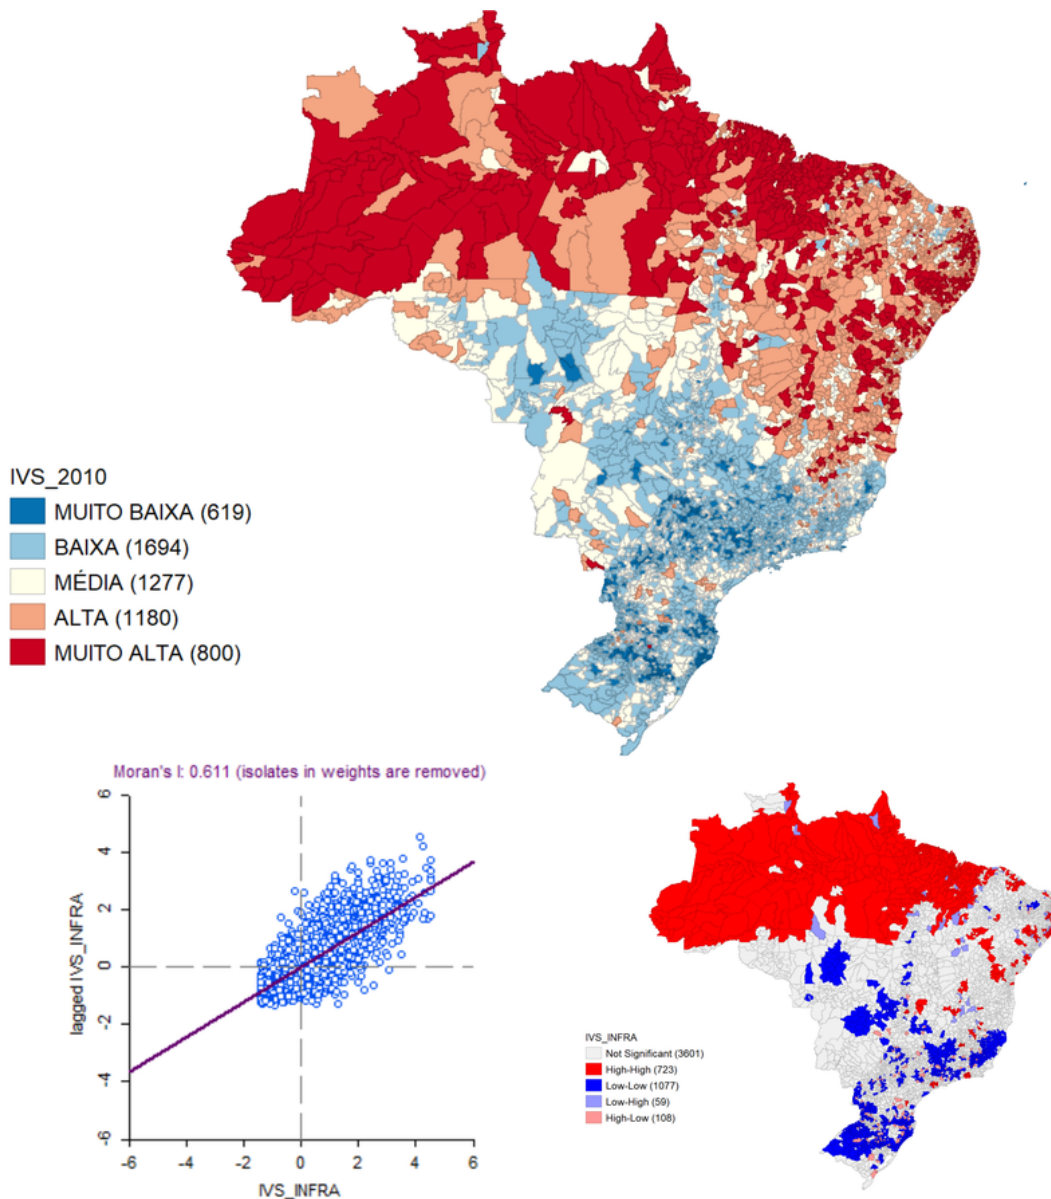 IVS_2010
MUITO BAIXA (619)
BAIXA (1694)
MÉDIA (1277)
ALTA (1180)
MUITO ALTA (800)
Moran's I: 0.611 (isolates in weights are removed)
6
4
2
0
-2
-4
-6
lagged IVS_INFRA
-6 -4 -2 0 2 4 6
IVS_INFRA
IVS_INFRA
Not Significant (3601)
High-High (723)
Low-Low (1077)
Low-High (59)
High-Low (108)